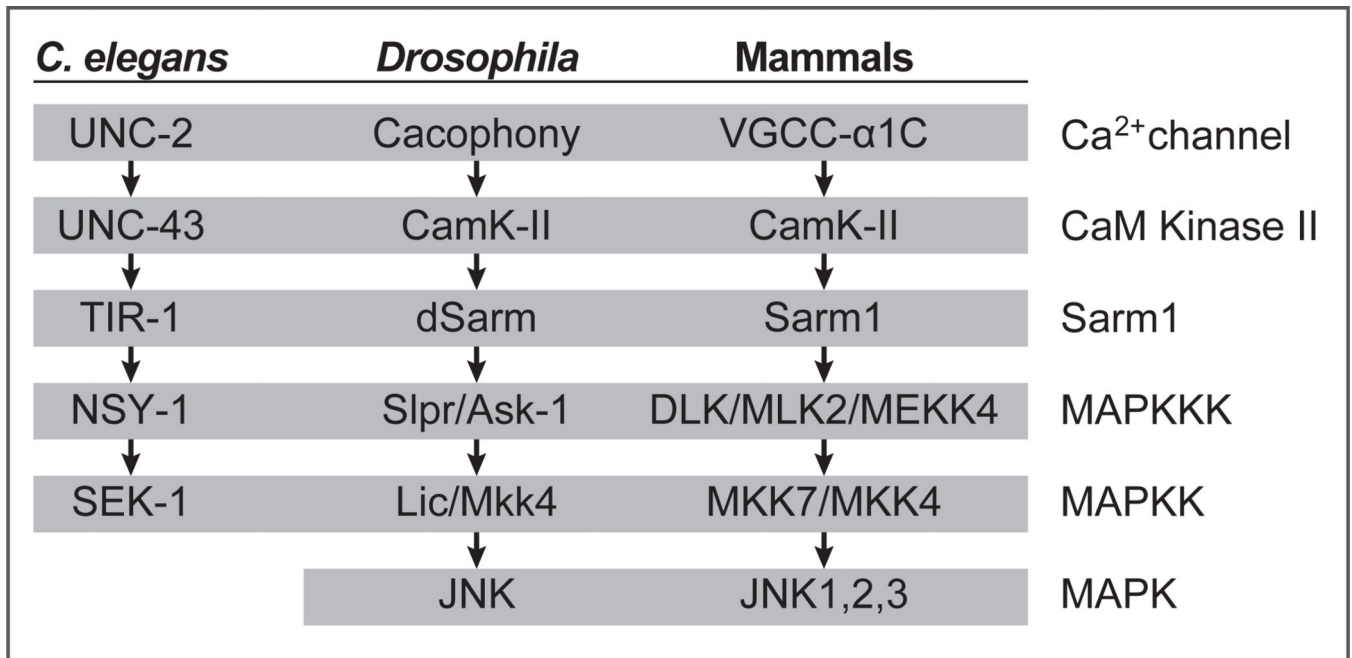 C. elegans Drosophila Mammals
UNC-2 Cacophony VGCC-α1C Ca²⁺channel
UNC-43 CamK-II CamK-II CaM Kinase II
TIR-1 dSarm Sarm1 Sarm1
NSY-1 Slpr/Ask-1 DLK/MLK2/MEKK4 MAPKKK
SEK-1 Lic/Mkk4 MKK7/MKK4 MAPKK
JNK JNK1,2,3 MAPK